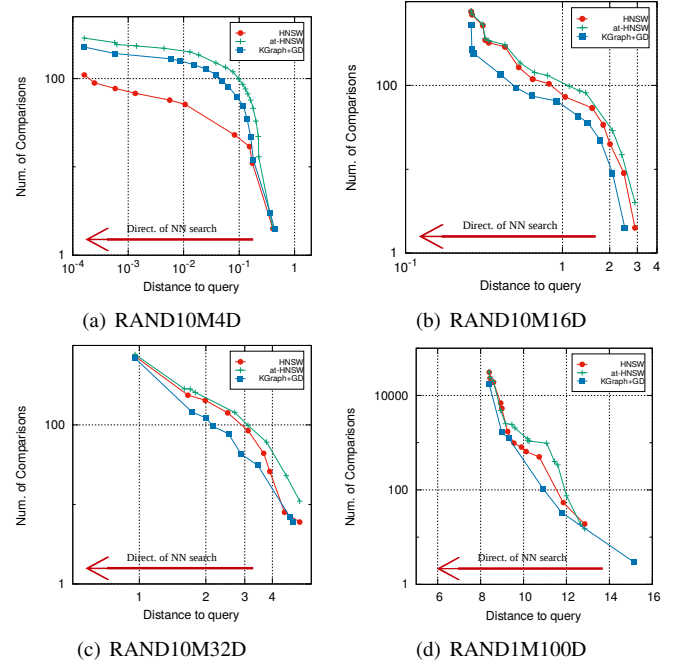 HNSW
at-HNSW
KGraph+GD
Num. of Comparisons
100
1
Direct. of NN search
10-4 10-3 10-2 10-1 1
Distance to query
(a) RAND10M4D
HNSW
at-HNSW
KGraph+GD
Num. of Comparisons
100
1
Direct. of NN search
10-1 1 2 3 4
Distance to query
(b) RAND10M16D
HNSW
at-HNSW
KGraph+GD
Num. of Comparisons
100
1
Direct. of NN search
1 2 3 4
Distance to query
(c) RAND10M32D
HNSW
at-HNSW
KGraph+GD
Num. of Comparisons
10000
100
1
Direct. of NN search
6 8 10 12 14 16
Distance to query
(d) RAND1M100D